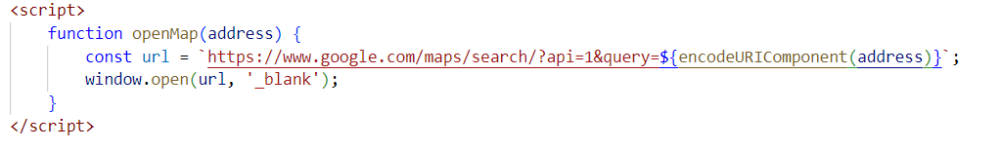 <script>
function openMap(address) {
const url = `https://www.google.com/maps/search/?api=1&query=${encodeURIComponent(address)}`;
window.open(url, '_blank');
}
</script>